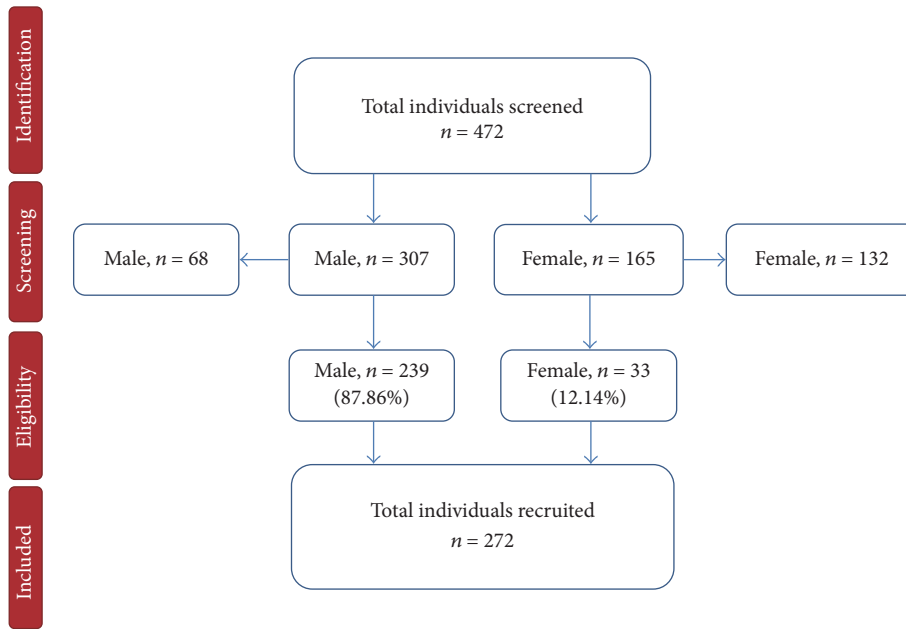 Identification
Total individuals screened
n = 472
Screening
Male, n = 68
Male, n = 307
Female, n = 165
Female, n = 132
Eligibility
Male, n = 239
(87.86%)
Female, n = 33
(12.14%)
Included
Total individuals recruited
n = 272